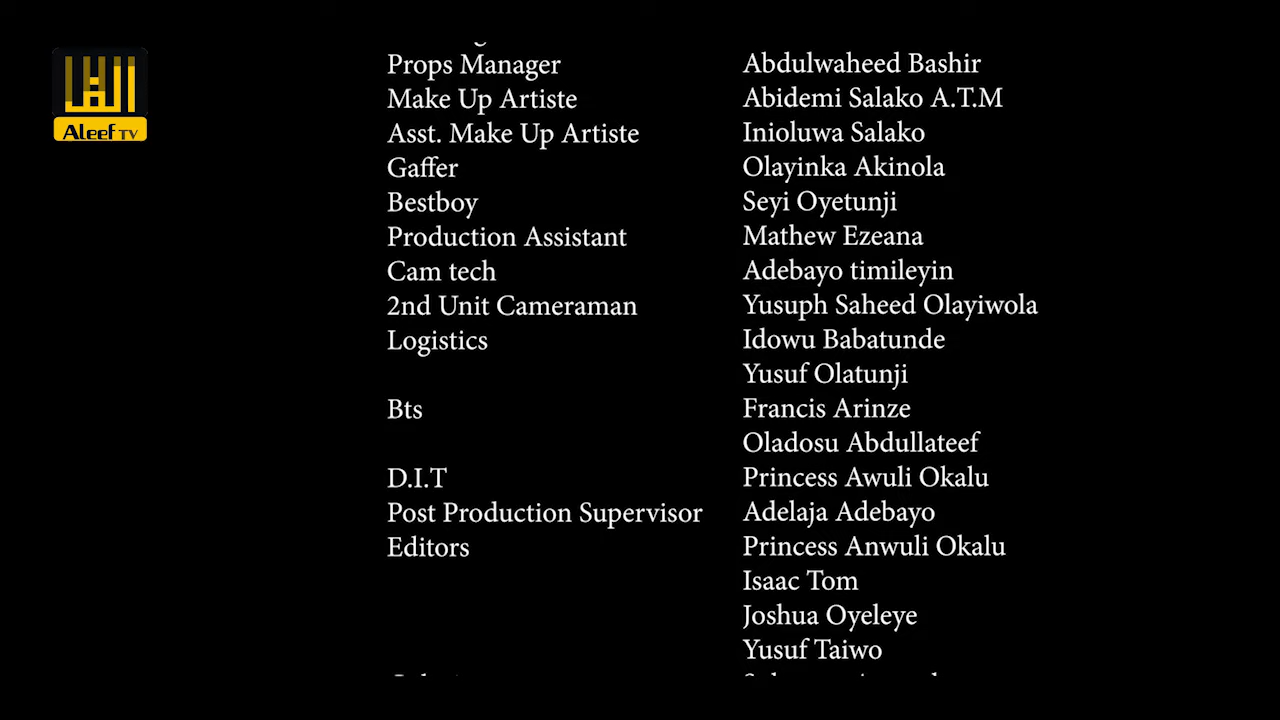 Aleef TV
Props Manager Abdulwaheed Bashir
Make Up Artiste Abidemi Salako A.T.M
Asst. Make Up Artiste Inioluwa Salako
Gaffer Olayinka Akinola
Bestboy Seyi Oyetunji
Production Assistant Mathew Ezeana
Cam tech Adebayo timileyin
2nd Unit Cameraman Yusuph Saheed Olayiwola
Logistics Idowu Babatunde
Yusuf Olatunji
Bts Francis Arinze
Oladosu Abdullateef
D.I.T Princess Awuli Okalu
Post Production Supervisor Adelaja Adebayo
Editors Princess Anwuli Okalu
Isaac Tom
Joshua Oyeleye
Yusuf Taiwo